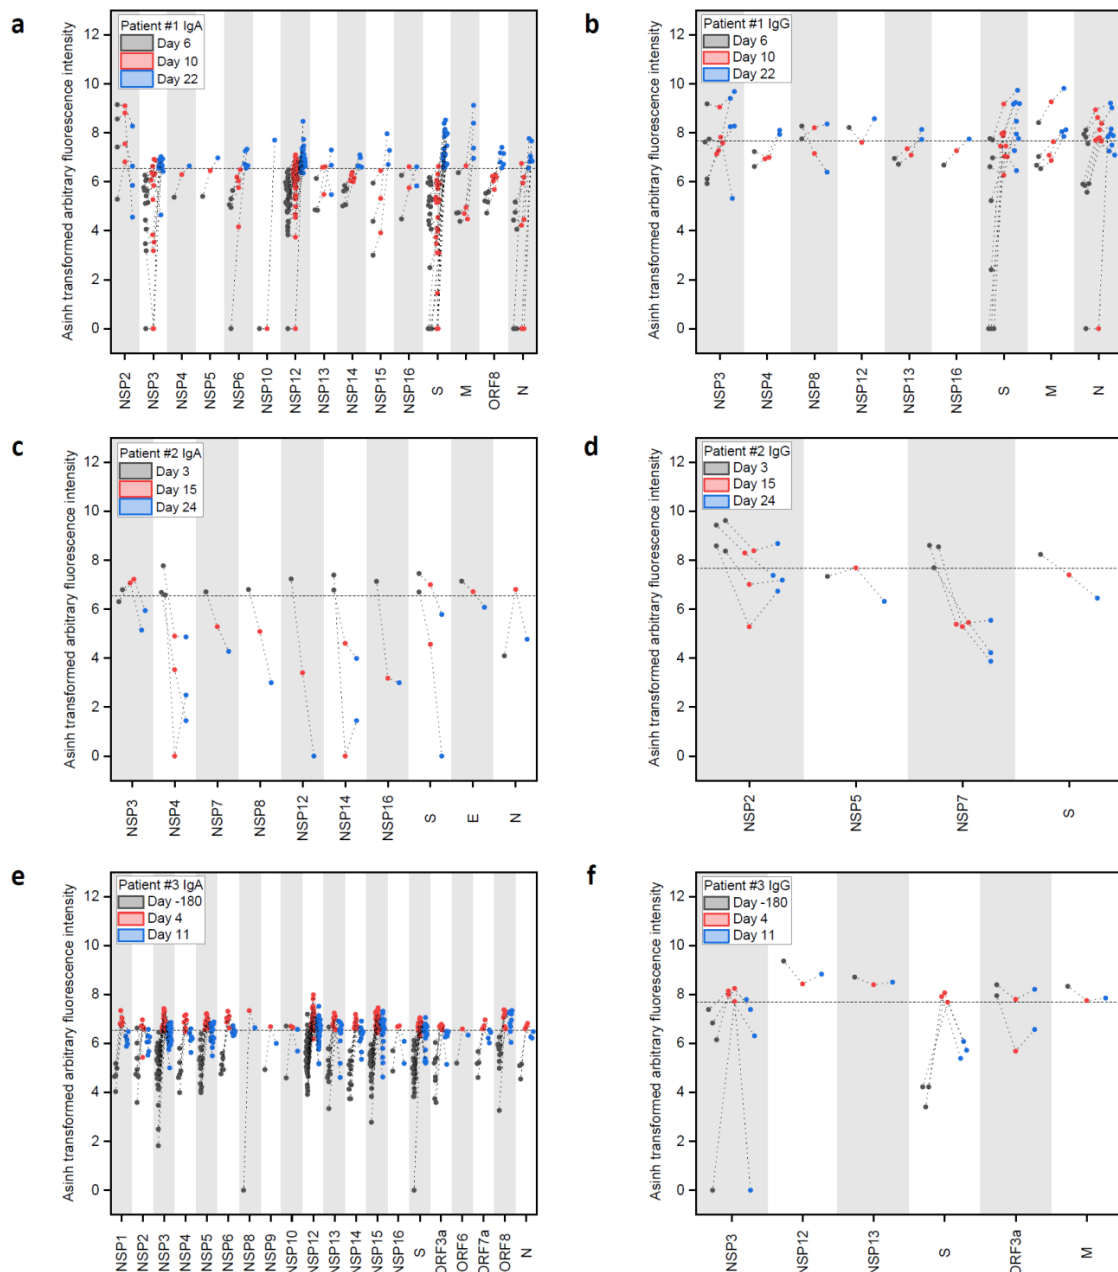 a
Asinh transformed arbitrary fluorescence intensity
12
10
8
6
4
2
0
Patient #1 IgA
Day 6
Day 10
Day 22
NSP2
NSP3
NSP4
NSP5
NSP6
NSP10
NSP12
NSP13
NSP14
NSP15
NSP16
S
M
ORF8
N
b
Asinh transformed arbitrary fluorescence intensity
12
10
8
6
4
2
0
Patient #1 IgG
Day 6
Day 10
Day 22
NSP3
NSP4
NSP8
NSP12
NSP13
NSP16
S
M
N
c
Asinh transformed arbitrary fluorescence intensity
12
10
8
6
4
2
0
Patient #2 IgA
Day 3
Day 15
Day 24
NSP3
NSP4
NSP7
NSP8
NSP12
NSP14
NSP16
S
E
N
d
Asinh transformed arbitrary fluorescence intensity
12
10
8
6
4
2
0
Patient #2 IgG
Day 3
Day 15
Day 24
NSP2
NSP5
NSP7
S
e
Asinh transformed arbitrary fluorescence intensity
12
10
8
6
4
2
0
Patient #3 IgA
Day -180
Day 4
Day 11
NSP1
NSP2
NSP3
NSP4
NSP5
NSP6
NSP8
NSP9
NSP10
NSP12
NSP13
NSP14
NSP15
NSP16
S
ORF3a
ORF6
ORF7a
ORF8
N
f
Asinh transformed arbitrary fluorescence intensity
12
10
8
6
4
2
0
Patient #3 IgG
Day -180
Day 4
Day 11
NSP3
NSP12
NSP13
S
ORF3a
M